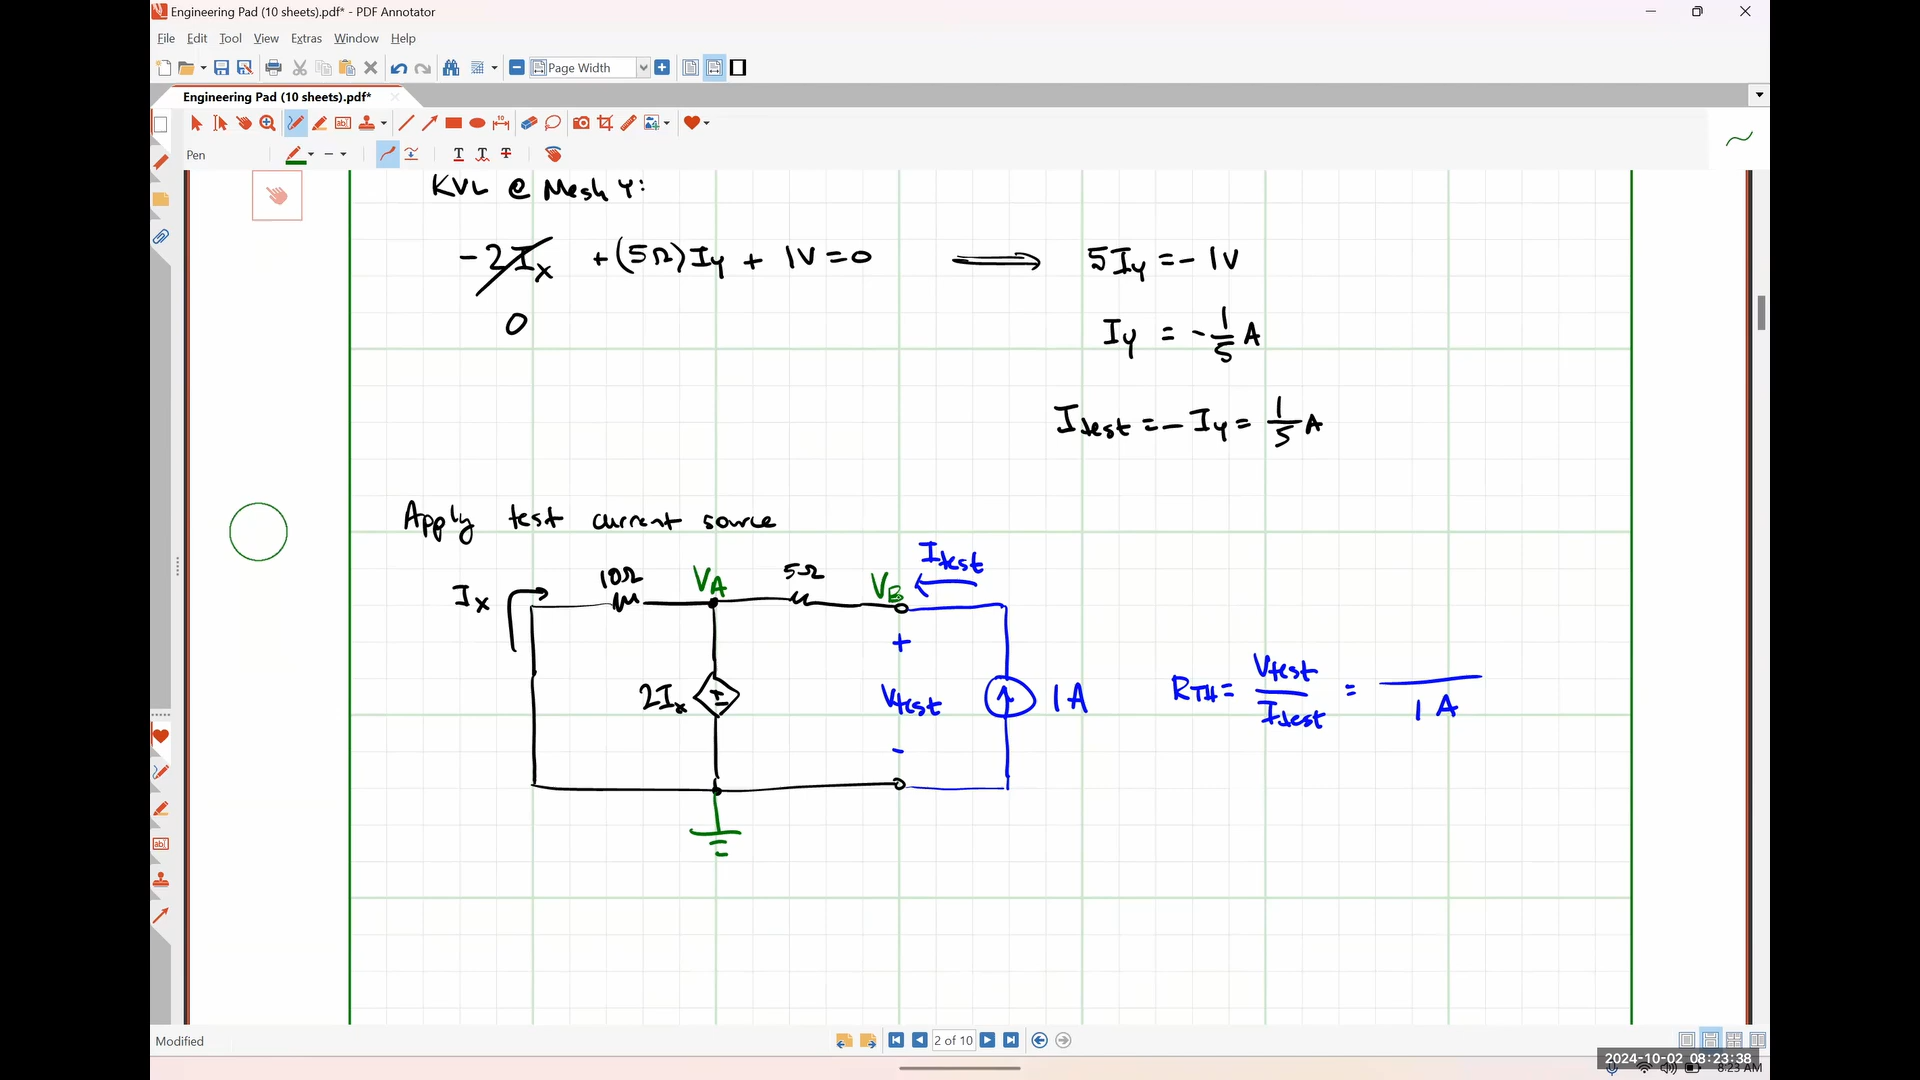 Engineering Pad (10 sheets).pdf* - PDF Annotator
File Edit Tool View Extras Window Help
Page Width
Engineering Pad (10 sheets).pdf*
Pen
KVL @ Mesh Y:
-2Ix + (5Ω)Iy + 1V = 0 ⟹ 5Iy = -1V
0
Iy = -1/5 A
Itest = -Iy = 1/5 A
Apply test current source
Itest
10Ω VA 5Ω VB
Ix
+
2Ix + - Vtest 1 A RTH = Vtest/Itest = /1 A
-
Modified
2 of 10
2024-10-02 08:23:38
8:23 AM